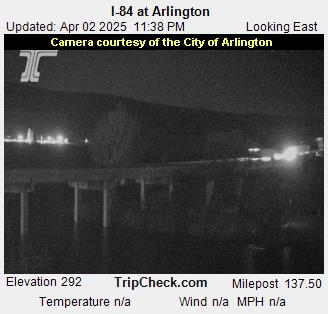 I-84 at Arlington
Updated: Apr 02 2025 11:38 PM Looking East
Camera courtesy of the City of Arlington
Elevation 292 TripCheck.com Milepost 137.50
Temperature n/a Wind n/a MPH n/a